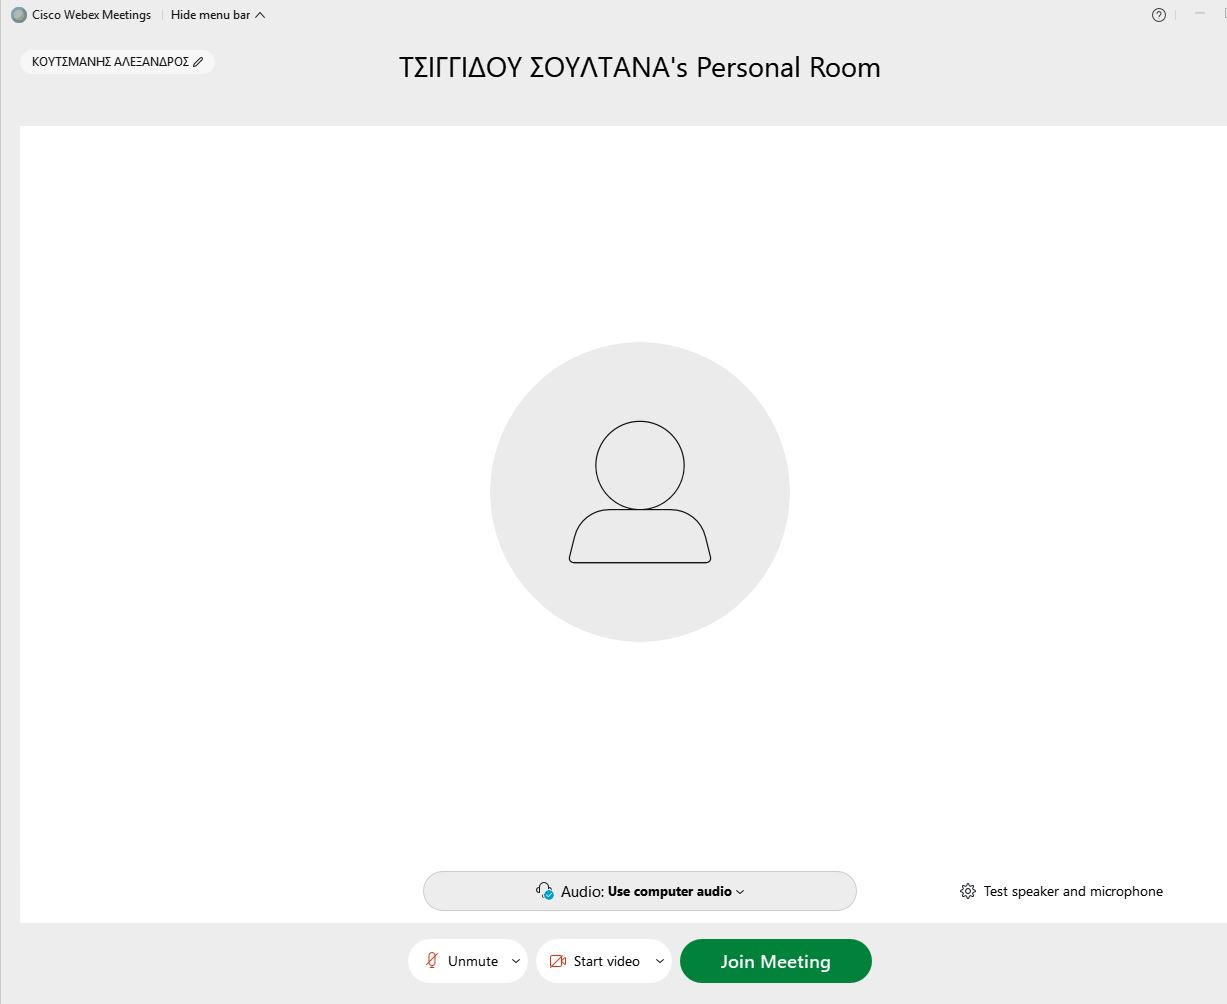 Cisco Webex Meetings Hide menu bar
ΚΟΥΤΣΜΑΝΗΣ ΑΛΕΞΑΝΔΡΟΣ
ΤΣΙΓΓΙΔΟΥ ΣΟΥΛΤΑΝΑ's Personal Room
Audio: Use computer audio
Test speaker and microphone
Unmute
Start video
Join Meeting